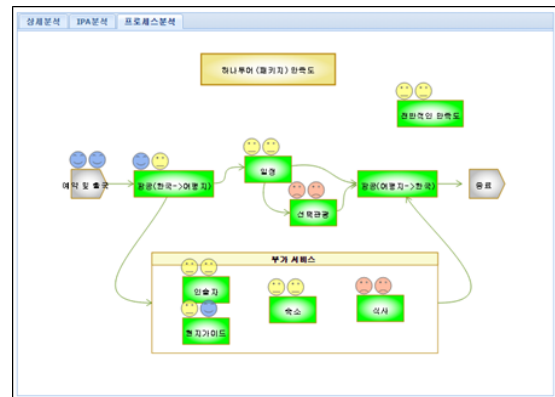 상세분석 IPA분석 프로세스분석
하나투어 (패키지) 만족도
전반적인 만족도
예약 및 출국
항공(한국->여행지)
일정
선택관광
항공(여행지->한국)
종료
부가 서비스
인솔자
숙소
식사
현지가이드